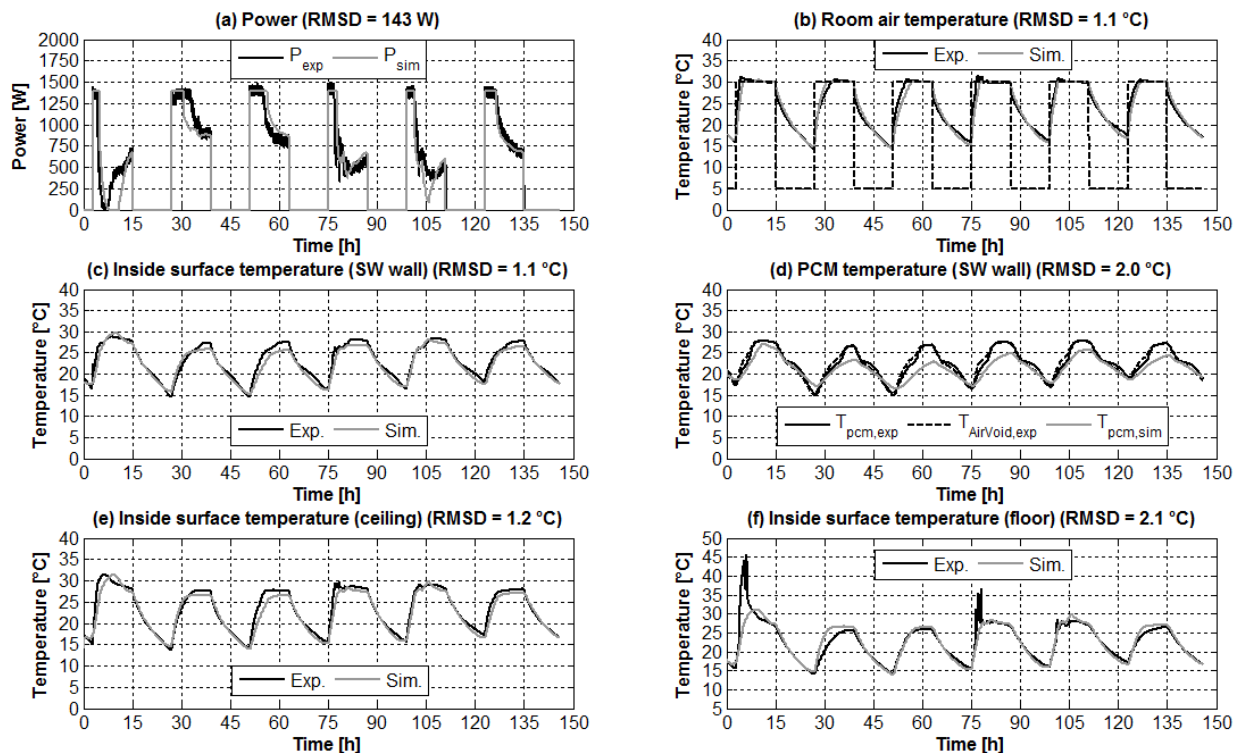 (a) Power (RMSD = 143 W)
2000
1750
1500
1250
1000
750
500
250
0
Power [W]
P_exp P_sim
0 15 30 45 60 75 90 105 120 135 150
Time [h]
(b) Room air temperature (RMSD = 1.1 °C)
40
35
30
25
20
15
10
5
0
Temperature [°C]
Exp. Sim.
0 15 30 45 60 75 90 105 120 135 150
Time [h]
(c) Inside surface temperature (SW wall) (RMSD = 1.1 °C)
40
35
30
25
20
15
10
5
0
Temperature [°C]
Exp. Sim.
0 15 30 45 60 75 90 105 120 135 150
Time [h]
(d) PCM temperature (SW wall) (RMSD = 2.0 °C)
40
35
30
25
20
15
10
5
0
Temperature [°C]
T_pcm,exp T_AirVoid,exp T_pcm,sim
0 15 30 45 60 75 90 105 120 135 150
Time [h]
(e) Inside surface temperature (ceiling) (RMSD = 1.2 °C)
40
35
30
25
20
15
10
5
0
Temperature [°C]
Exp. Sim.
0 15 30 45 60 75 90 105 120 135 150
Time [h]
(f) Inside surface temperature (floor) (RMSD = 2.1 °C)
50
45
40
35
30
25
20
15
10
5
Temperature [°C]
Exp. Sim.
0 15 30 45 60 75 90 105 120 135 150
Time [h]